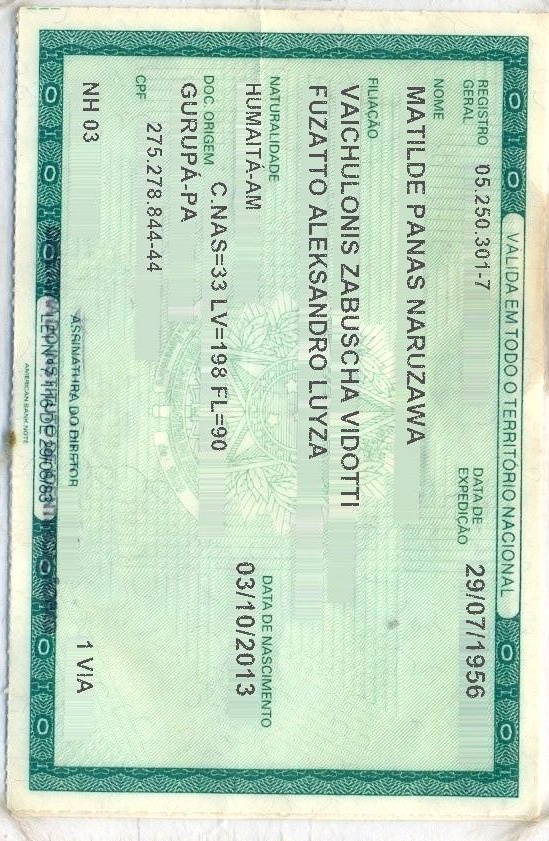 VÁLIDA EM TODO O TERRITÓRIO NACIONAL
REGISTRO GERAL 05.250.301-7 DATA DE EXPEDIÇÃO 29/07/1956
NOME
MATILDE PANAS NARUZAWA
FILIAÇÃO
VAICHULONIS ZABUSCHA VIDOTTI
FUZATTO ALEKSANDRO LUYZA
NATURALIDADE DATA DE NASCIMENTO
HUMAITÁ-AM 03/10/2013
DOC. ORIGEM C.NAS=33 LV=198 FL=90
GURUPÁ-PA
CPF 275.278.844-44
NH 03 1 VIA
ASSINATURA DO DIRETOR
LEI Nº 7.116 DE 29/08/83
AMERICAN BANK NOTE